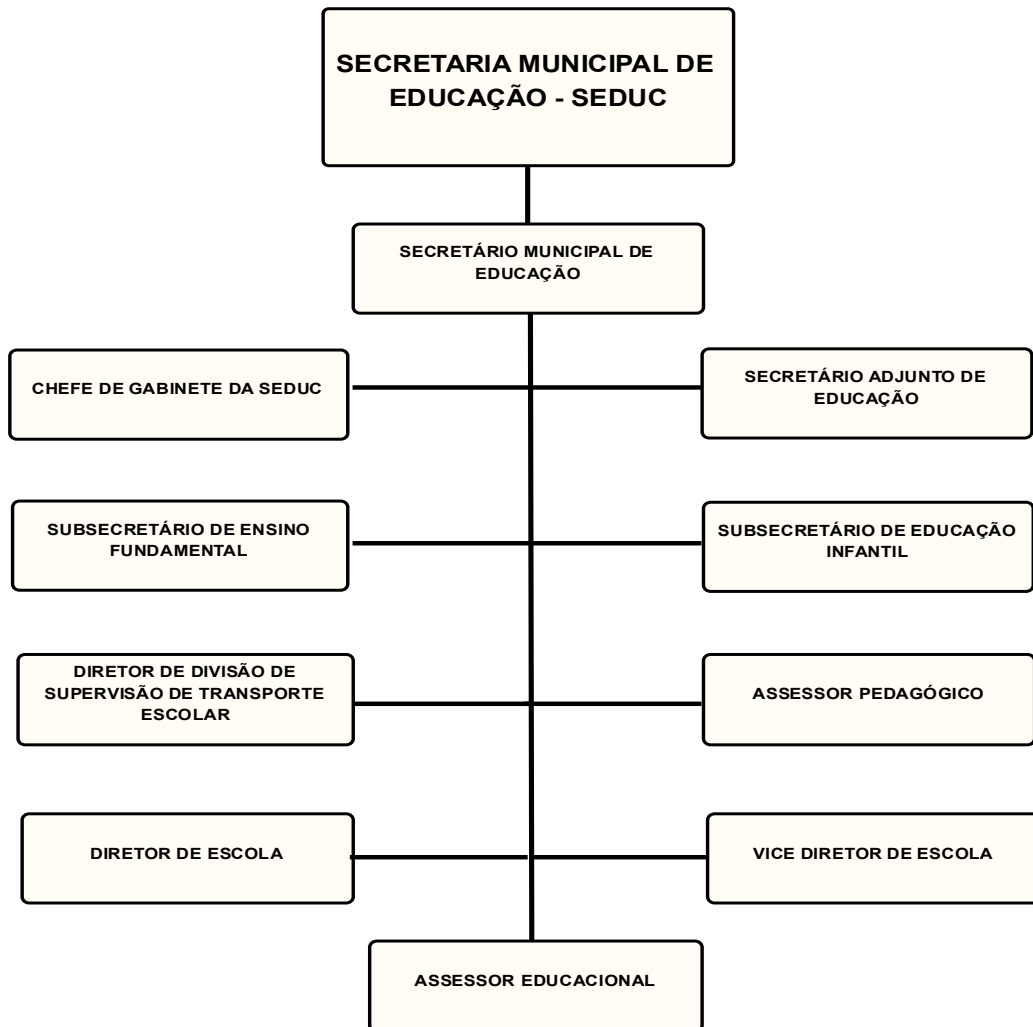 SECRETARIA MUNICIPAL DE
EDUCAÇÃO - SEDUC
SECRETÁRIO MUNICIPAL DE
EDUCAÇÃO
CHEFE DE GABINETE DA SEDUC
SECRETÁRIO ADJUNTO DE
EDUCAÇÃO
SUBSECRETÁRIO DE ENSINO
FUNDAMENTAL
SUBSECRETÁRIO DE EDUCAÇÃO
INFANTIL
DIRETOR DE DIVISÃO DE
SUPERVISÃO DE TRANSPORTE
ESCOLAR
ASSESSOR PEDAGÓGICO
DIRETOR DE ESCOLA
VICE DIRETOR DE ESCOLA
ASSESSOR EDUCACIONAL